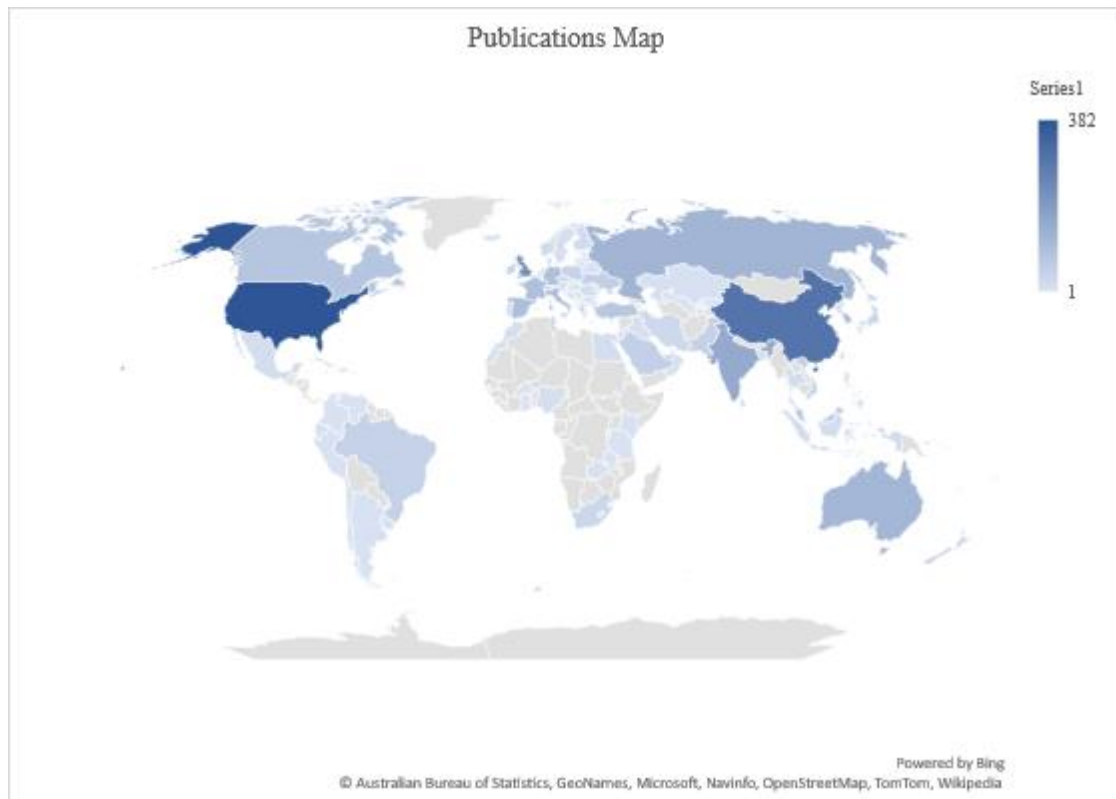 Publications Map
Series1
382
1
Powered by Bing
© Australian Bureau of Statistics, GeoNames, Microsoft, Navinfo, OpenStreetMap, TomTom, Wikipedia